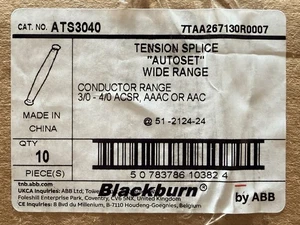 CAT. NO. ATS3040
7TAA267130R0007
TENSION SPLICE
"AUTOSET"
WIDE RANGE
CONDUCTOR RANGE
3/0 - 4/0 ACSR, AAAC OR AAC
MADE IN
CHINA
@ 51-2124-24
QTY
10
PIECE(S)
5 0 783786 10382 4
tnb.abb.com
UKCA Inquiries: ABB Ltd; Tower
Foleshill Enterprise Park, Coventry, CV6 5NX, United Kingdom
CE Inquiries: 8 Bvd du Millenium, B-7110 Houdeng-Goegnies, Belgium
Blackburn®
by ABB